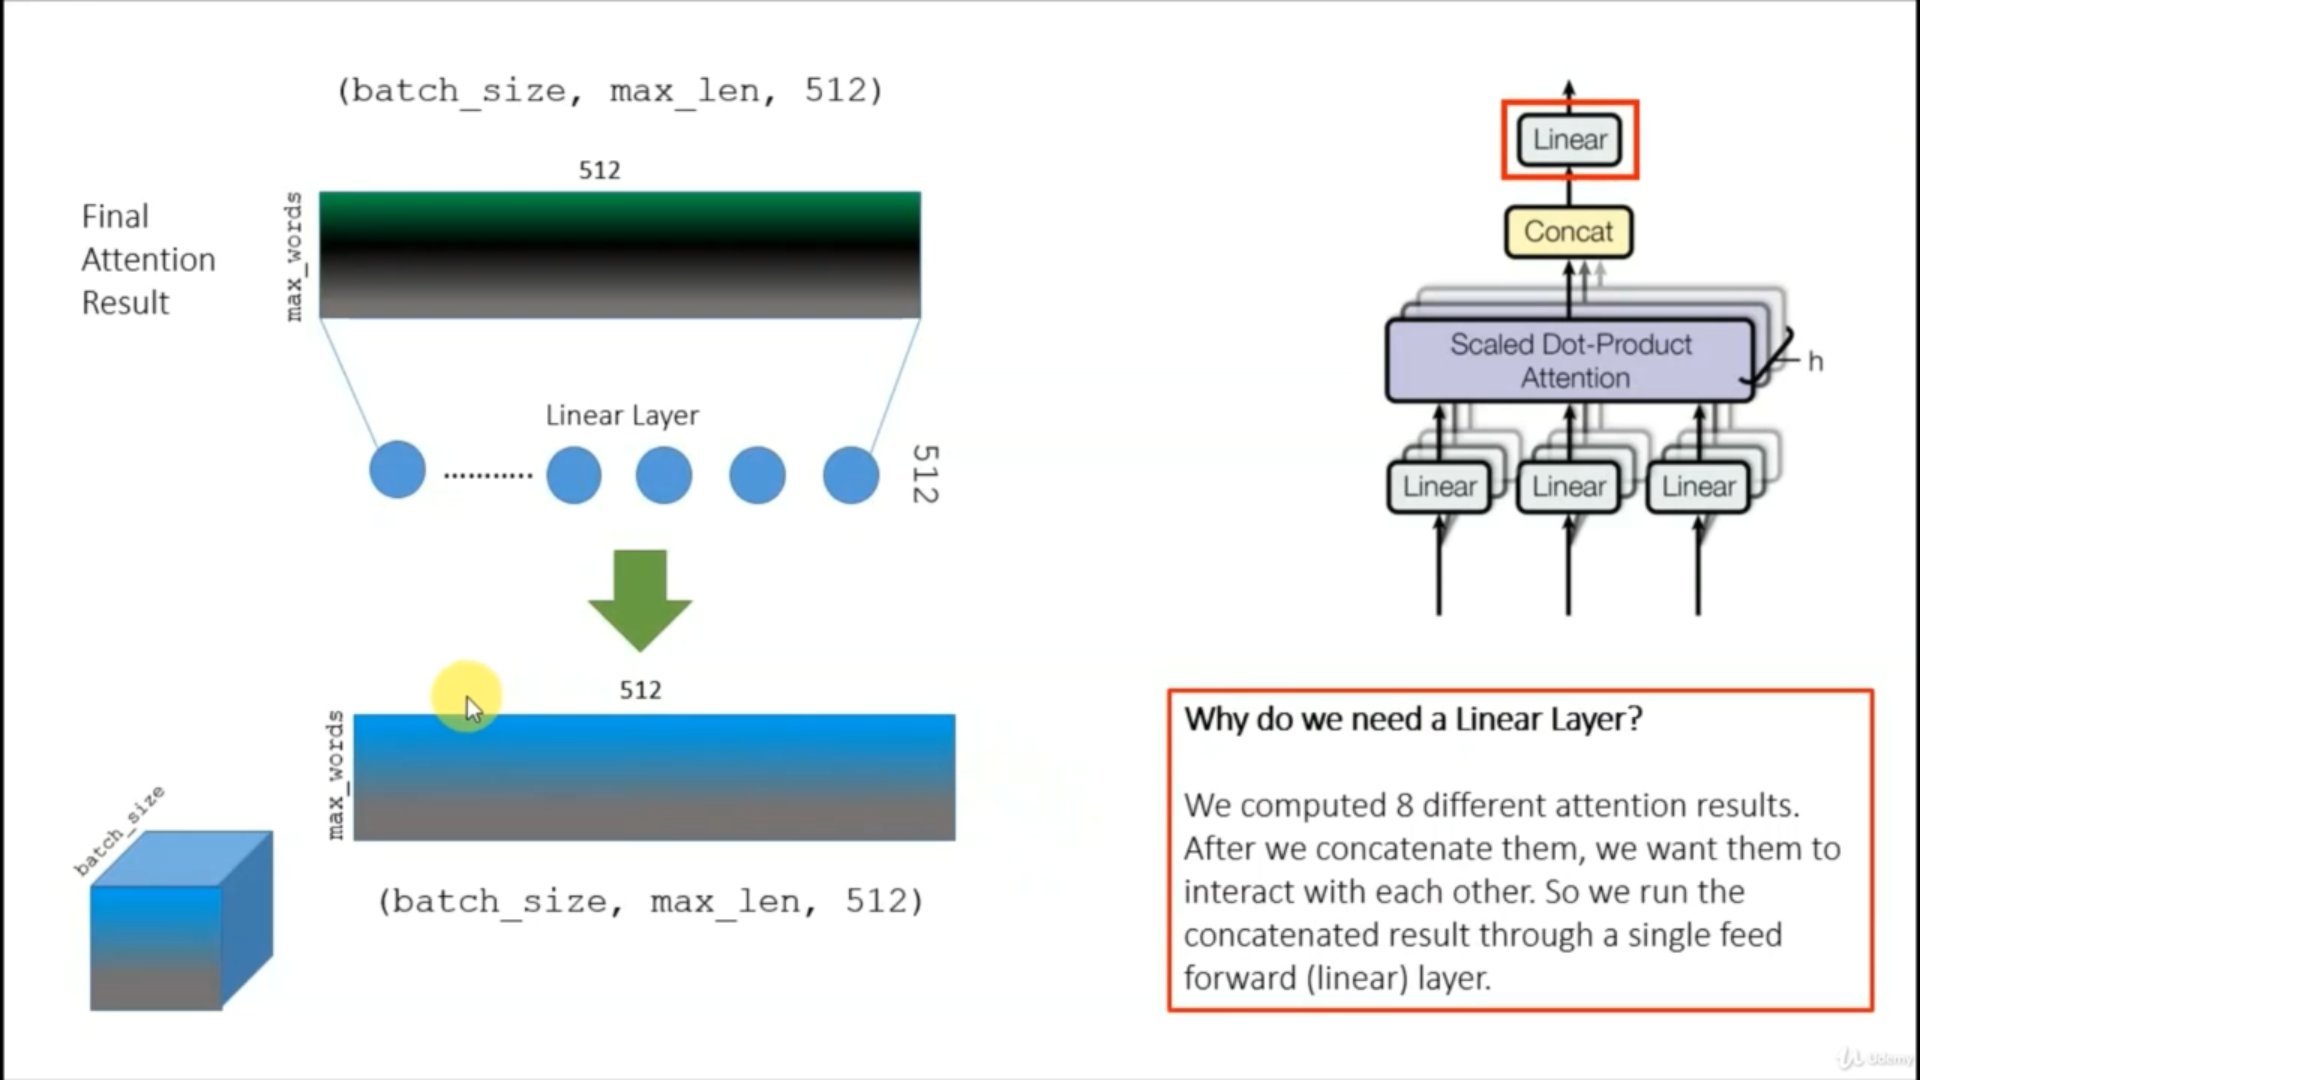 (batch_size, max_len, 512)
512
Final
Attention
Result
max_words
Linear Layer
512
512
max_words
batch_size
(batch_size, max_len, 512)
Linear
Concat
Scaled Dot-Product
Attention
h
Linear
Linear
Linear
Why do we need a Linear Layer?
We computed 8 different attention results.
After we concatenate them, we want them to
interact with each other. So we run the
concatenated result through a single feed
forward (linear) layer.
Udemy